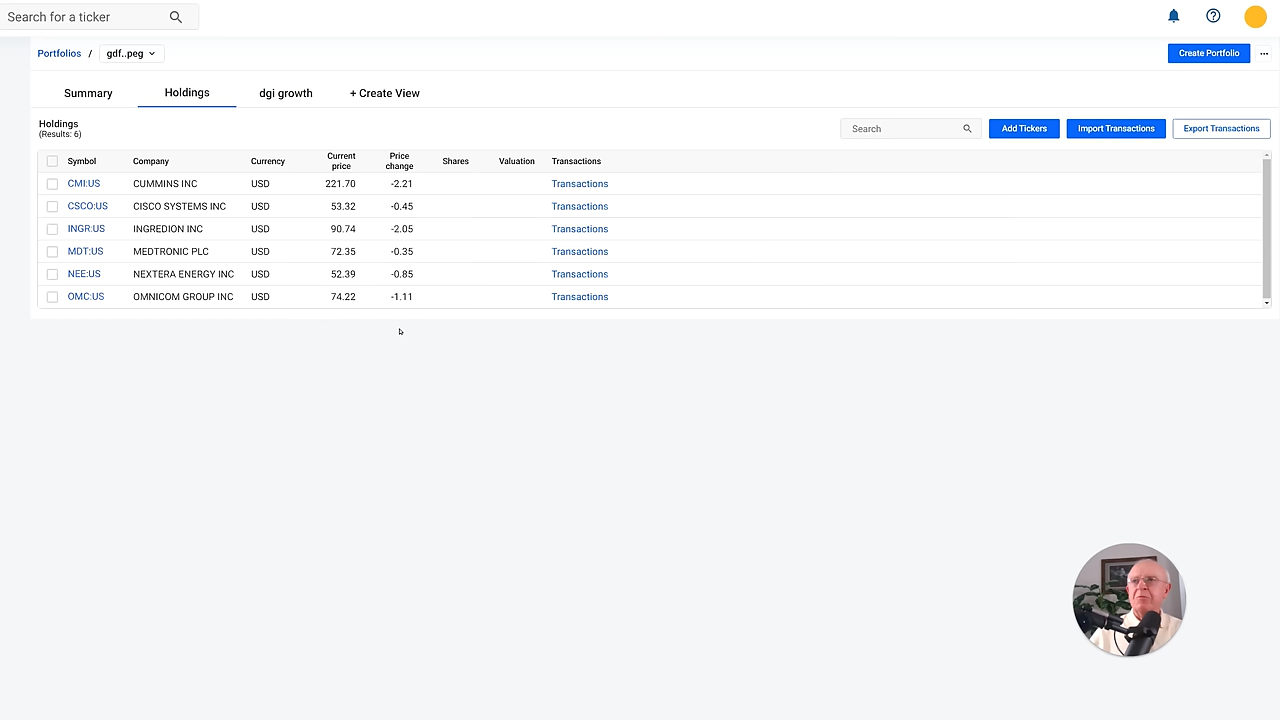 Search for a ticker
Portfolios / gdf..peg
Create Portfolio
Summary Holdings dgi growth + Create View
Holdings
(Results: 6)
Search
Add Tickers Import Transactions Export Transactions
Symbol Company Currency Current price Price change Shares Valuation Transactions
CMI:US CUMMINS INC USD 221.70 -2.21 Transactions
CSCO:US CISCO SYSTEMS INC USD 53.32 -0.45 Transactions
INGR:US INGREDION INC USD 90.74 -2.05 Transactions
MDT:US MEDTRONIC PLC USD 72.35 -0.35 Transactions
NEE:US NEXTERA ENERGY INC USD 52.39 -0.85 Transactions
OMC:US OMNICOM GROUP INC USD 74.22 -1.11 Transactions